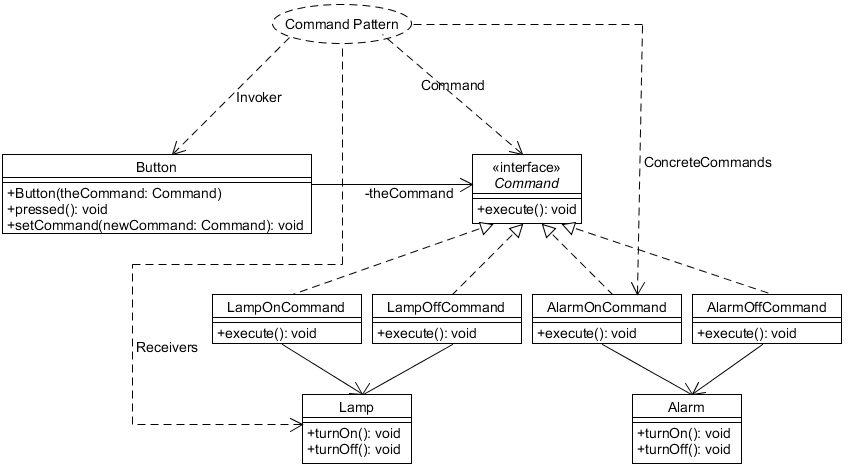 Command Pattern
Command
Invoker
Button
+Button(theCommand: Command)
+pressed(): void
+setCommand(newCommand: Command): void
-theCommand
«interface»
Command
+execute(): void
ConcreteCommands
LampOnCommand
+execute(): void
LampOffCommand
+execute(): void
AlarmOnCommand
+execute(): void
AlarmOffCommand
+execute(): void
Receivers
Lamp
+turnOn(): void
+turnOff(): void
Alarm
+turnOn(): void
+turnOff(): void